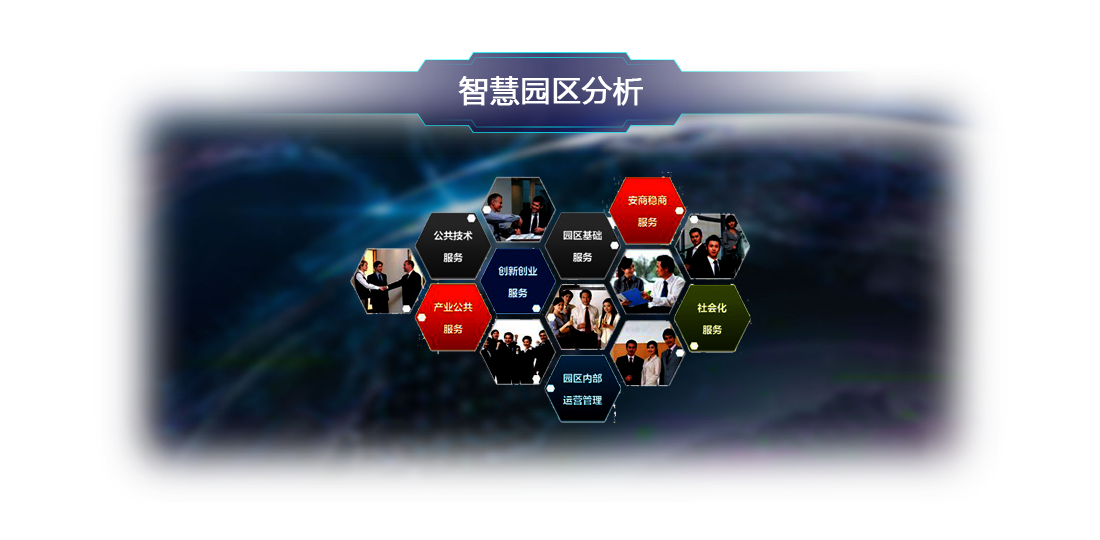 智慧园区分析
安商稳商
服务
公共技术
服务
园区基础
服务
创新创业
服务
产业公共
服务
社会化
服务
园区内部
运营管理